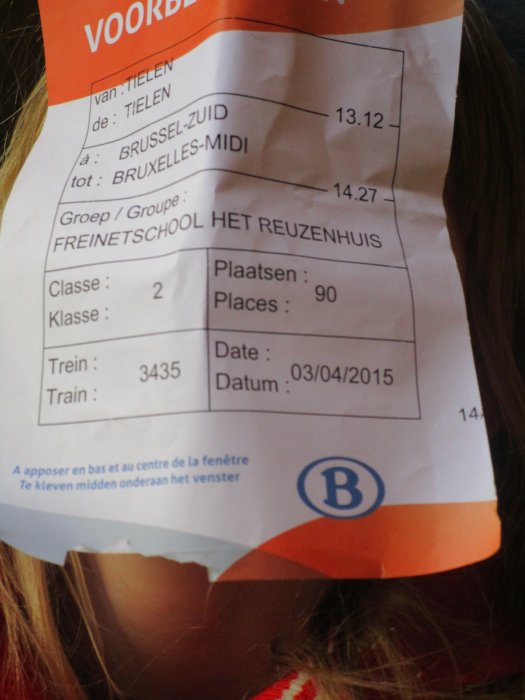 van : TIELEN
de : TIELEN
13.12
à : BRUSSEL-ZUID
tot : BRUXELLES-MIDI
14.27
Groep / Groupe :
FREINETSCHOOL HET REUZENHUIS
Classe :
Klasse :
2
Plaatsen :
Places :
90
Trein :
Train :
3435
Date :
Datum :
03/04/2015
A apposer en bas et au centre de la fenêtre
Te kleven midden onderaan het venster
B